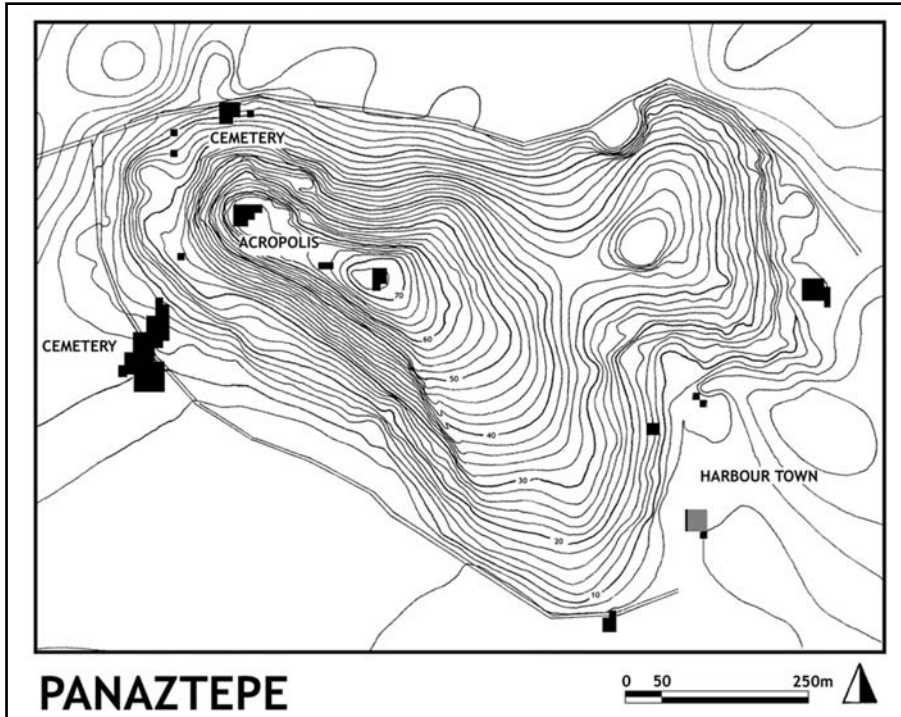 CEMETERY
ACROPOLIS
70
CEMETERY
60
50
40
HARBOUR TOWN
30
20
10
PANAZTEPE
0 50 250m